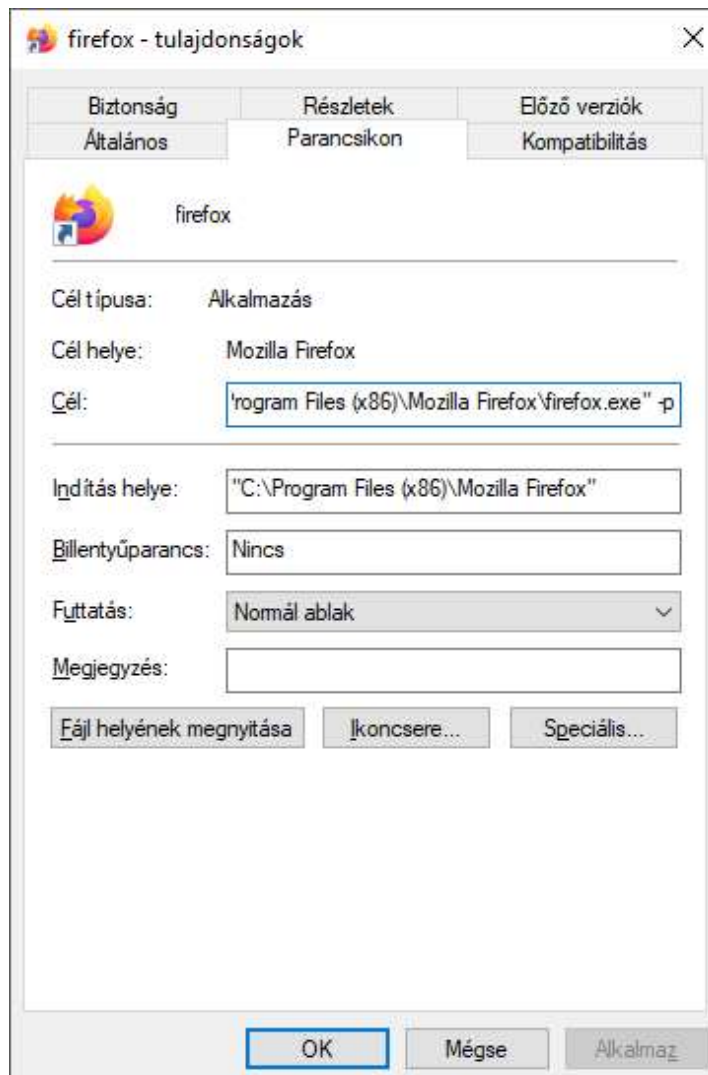 firefox - tulajdonságok
Biztonság Részletek Előző verziók
Általános Parancsikon Kompatibilitás
firefox
Cél típusa: Alkalmazás
Cél helye: Mozilla Firefox
Cél: rogram Files (x86)\Mozilla Firefox\firefox.exe" -p
Indítás helye: "C:\Program Files (x86)\Mozilla Firefox"
Billentyűparancs: Nincs
Futtatás: Normál ablak
Megjegyzés:
Fájl helyének megnyitása Ikoncsere... Speciális...
OK Mégse Alkalmaz